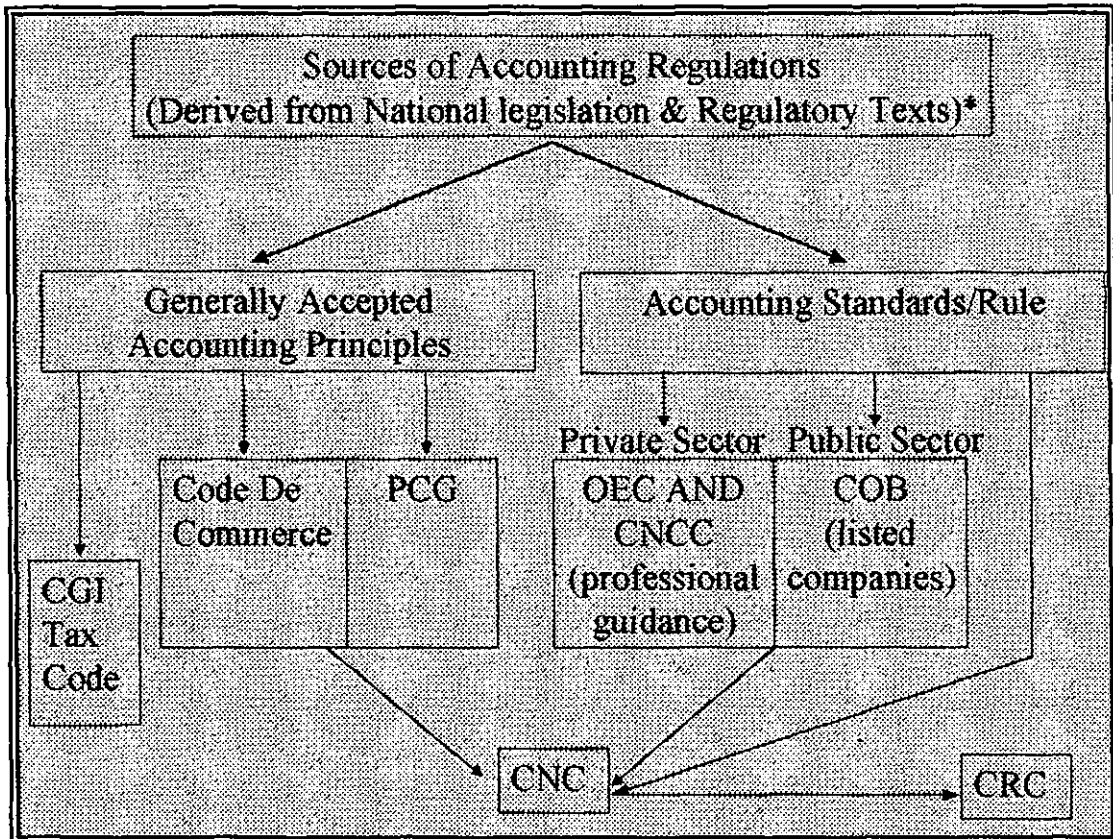 Sources of Accounting Regulations
(Derived from National legislation & Regulatory Texts)*
Generally Accepted
Accounting Principles
Accounting Standards/Rule
Private Sector
Public Sector
Code De
Commerce
PCG
OEC AND
CNCC
(professional
guidance)
COB
(listed
companies)
CGI
Tax
Code
CNC
CRC